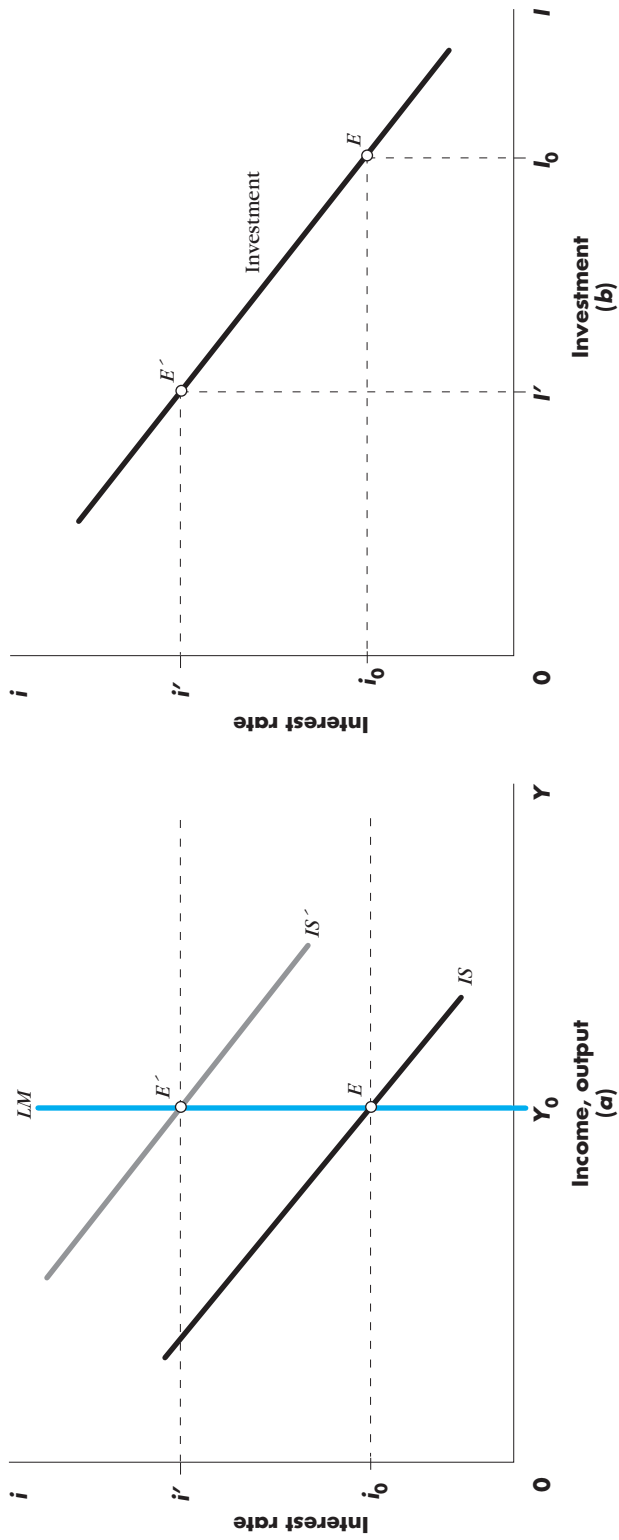 i
LM
E´
i′
IS´
E
i₀
IS
Interest rate
0
Y₀
Y
Income, output
(a)
i
E´
i′
Investment
E
i₀
Interest rate
0
I′
I₀
I
Investment
(b)